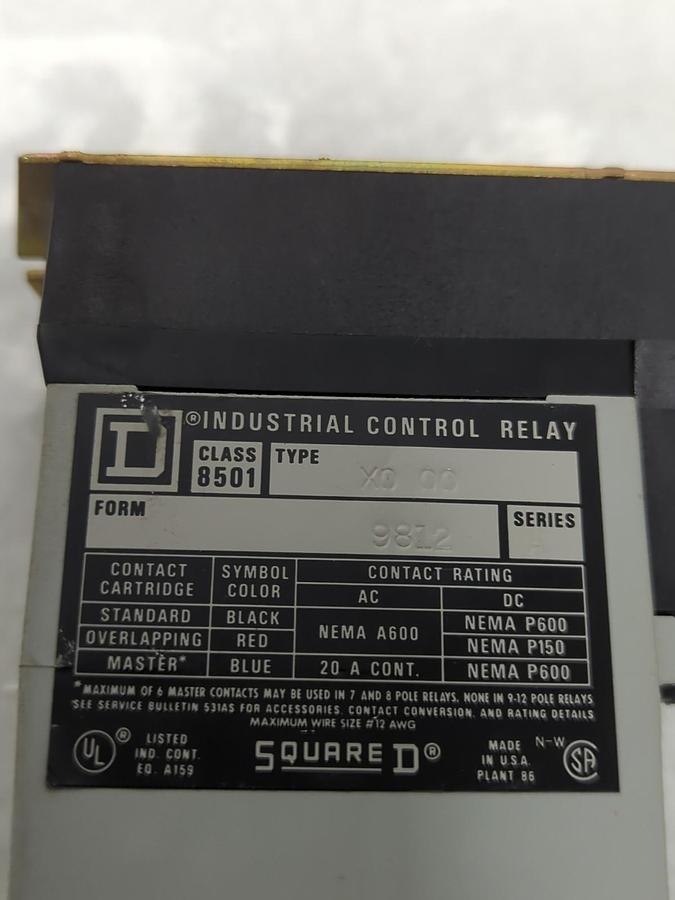 D ® INDUSTRIAL CONTROL RELAY
CLASS 8501 TYPE XO 00
FORM 9812 SERIES
CONTACT CARTRIDGE SYMBOL COLOR CONTACT RATING
AC DC
STANDARD BLACK NEMA A600 NEMA P600
OVERLAPPING RED NEMA P150
MASTER* BLUE 20 A CONT. NEMA P600
*MAXIMUM OF 6 MASTER CONTACTS MAY BE USED IN 7 AND 8 POLE RELAYS, NONE IN 9-12 POLE RELAYS
SEE SERVICE BULLETIN 531AS FOR ACCESSORIES, CONTACT CONVERSION, AND RATING DETAILS
MAXIMUM WIRE SIZE #12 AWG
UL ® LISTED
IND. CONT.
EQ. A159
SQUARE D ®
MADE
IN U.S.A.
PLANT 86
N-W
SA